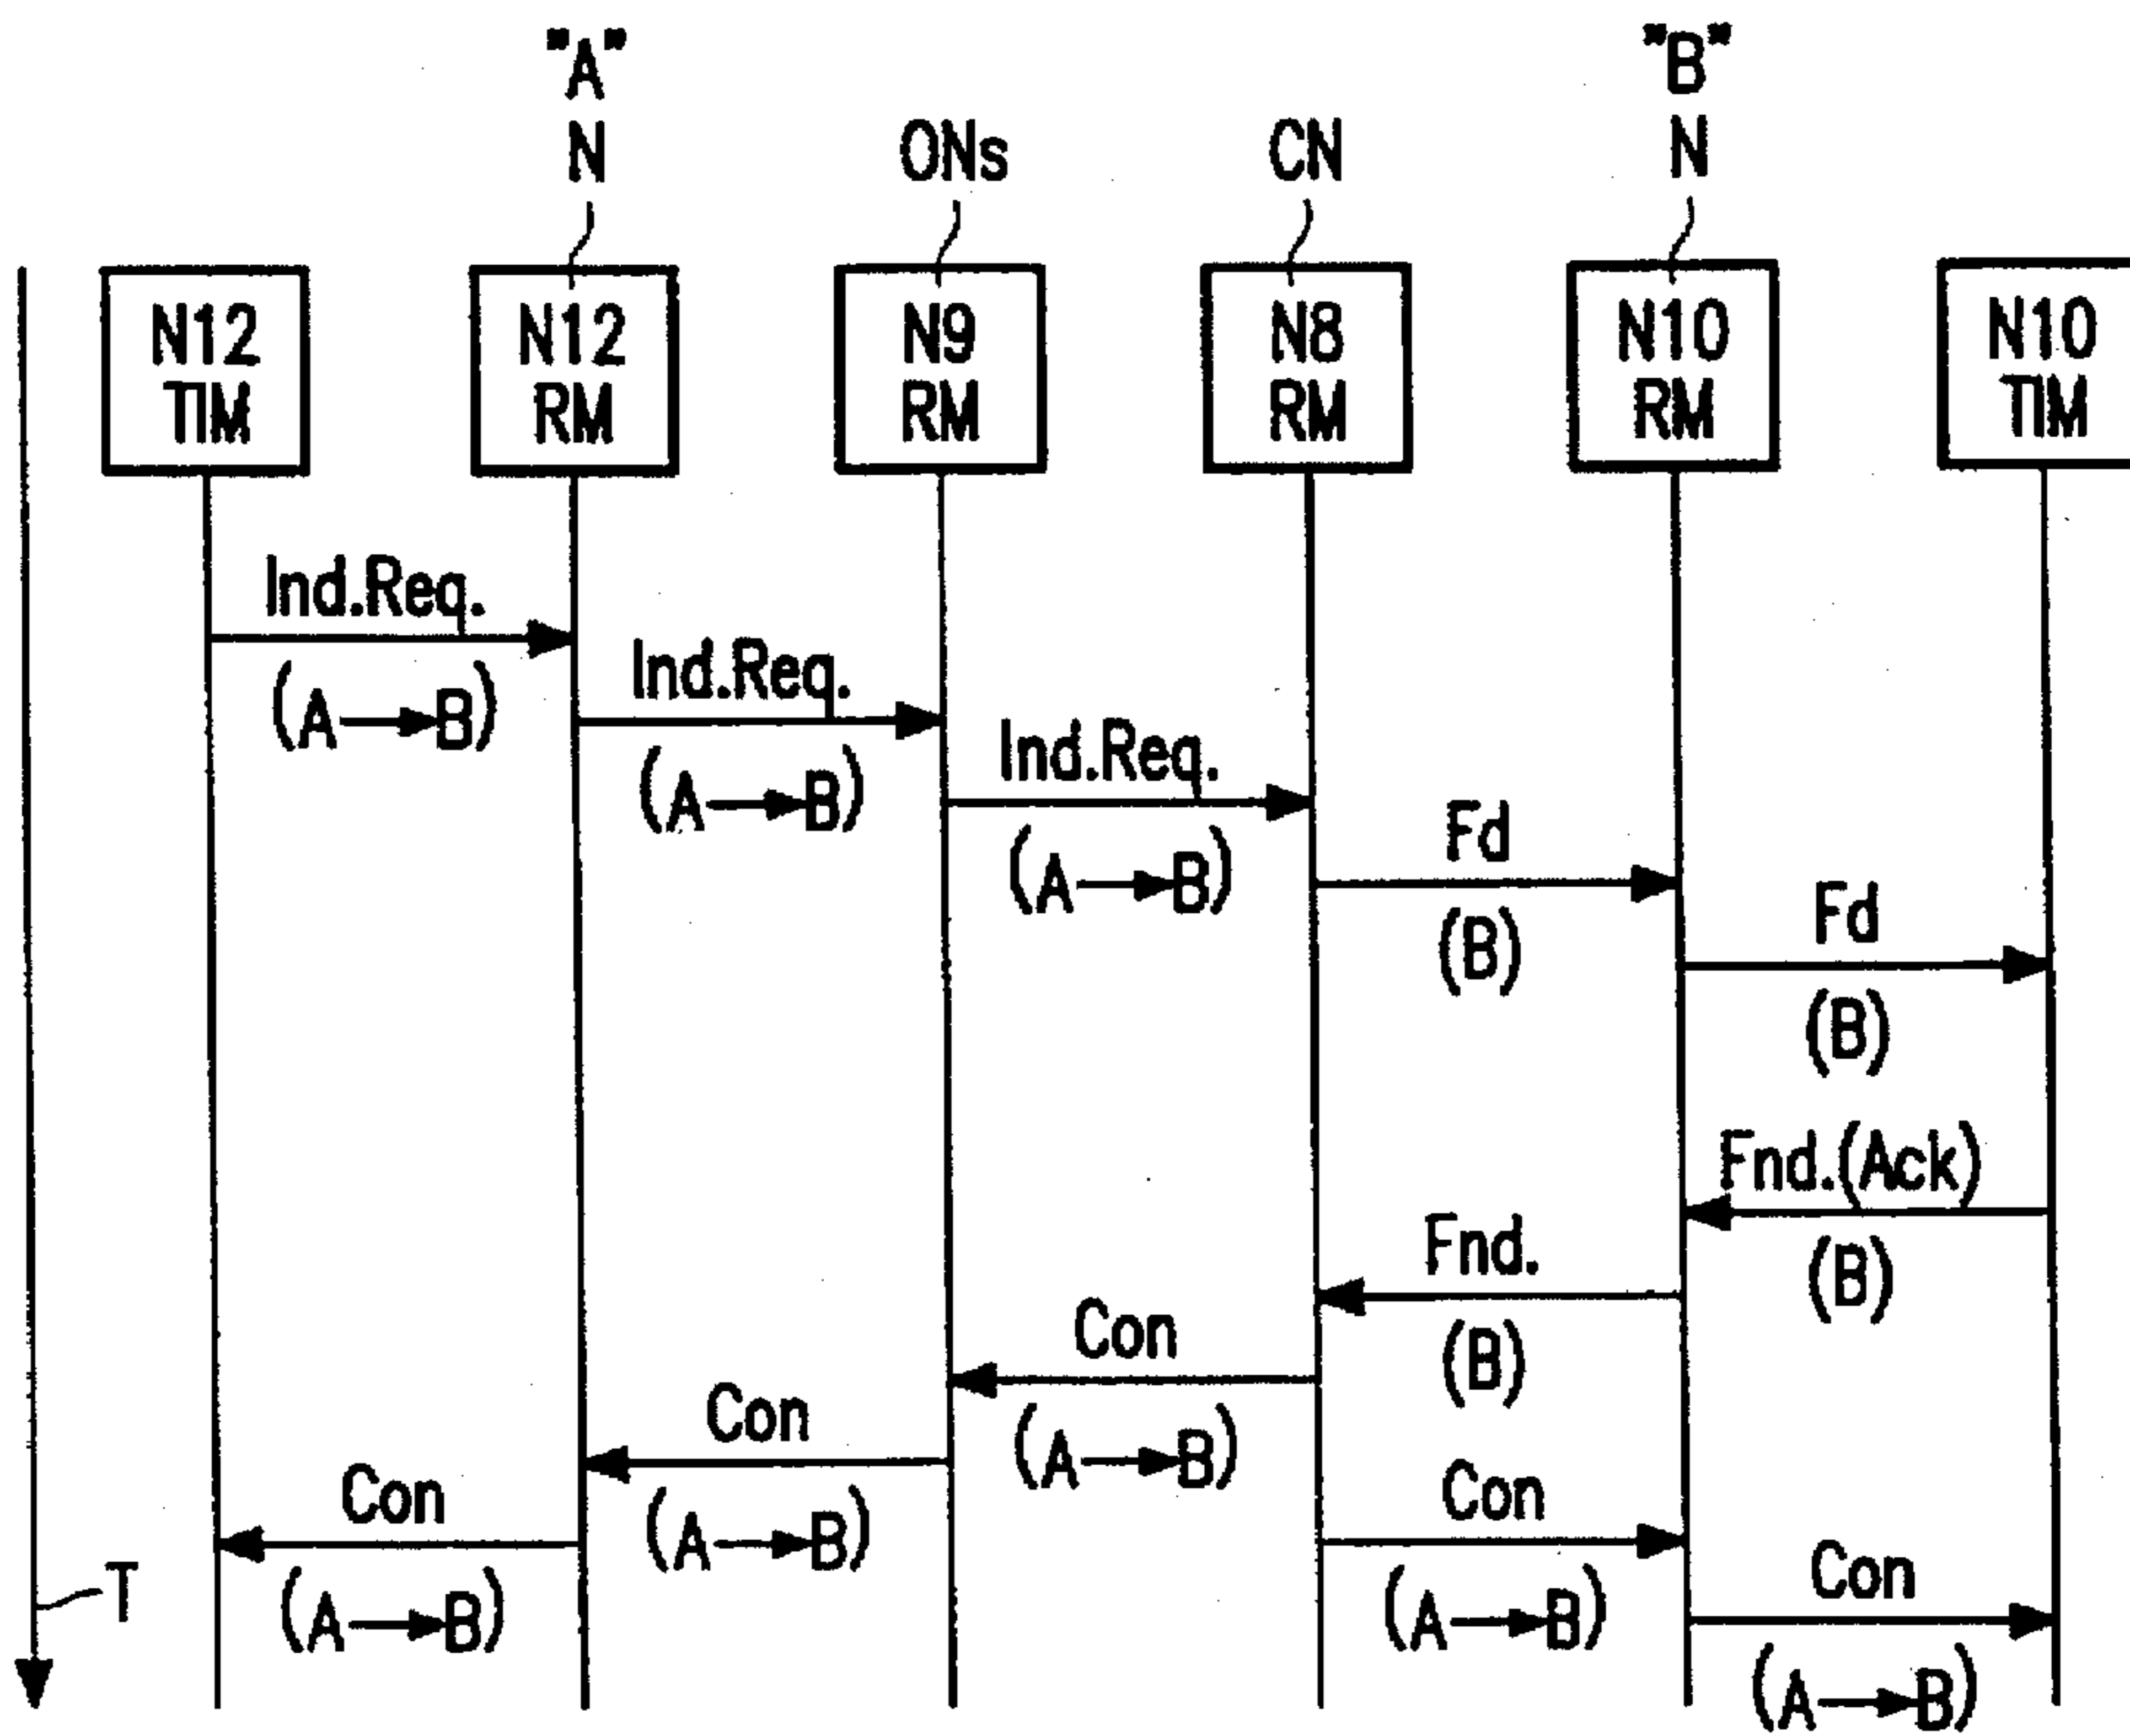 "A"
"B"
N
ONs
CN
N
N12
TIM
N12
RM
N9
RM
N8
RM
N10
RM
N10
TIM
Ind.Req.
(A→B)
Ind.Req.
(A→B)
Ind.Req.
(A→B)
Fd
(B)
Fd
(B)
Fnd.(Ack)
(B)
Fnd.
(B)
Con
(A→B)
Con
(A→B)
Con
(A→B)
Con
(A→B)
Con
(A→B)
T